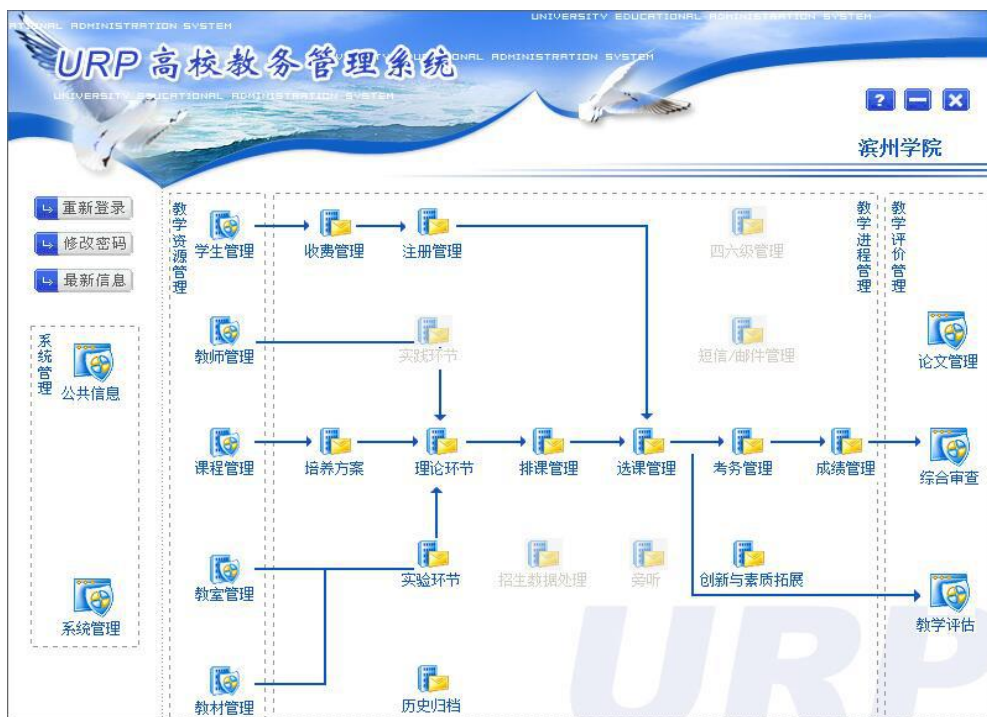 UNIVERSITY EDUCATIONAL ADMINISTRATION SYSTEM
ATIONAL ADMINISTRATION SYSTEM
URP高校教务管理系统
ONAL ADMINISTRATION SYSTEM
UNIVERSITY EDUCATIONAL ADMINISTRATION SYSTEM
?
滨州学院
重新登录
修改密码
最新信息
系统管理
公共信息
系统管理
教学资源管理
教学进程管理
教学评价管理
学生管理
收费管理
注册管理
四六级管理
教师管理
实践环节
短信/邮件管理
论文管理
课程管理
培养方案
理论环节
排课管理
选课管理
考务管理
成绩管理
综合审查
教室管理
实验环节
招生数据处理
旁听
创新与素质拓展
教学评估
教材管理
历史归档
URP